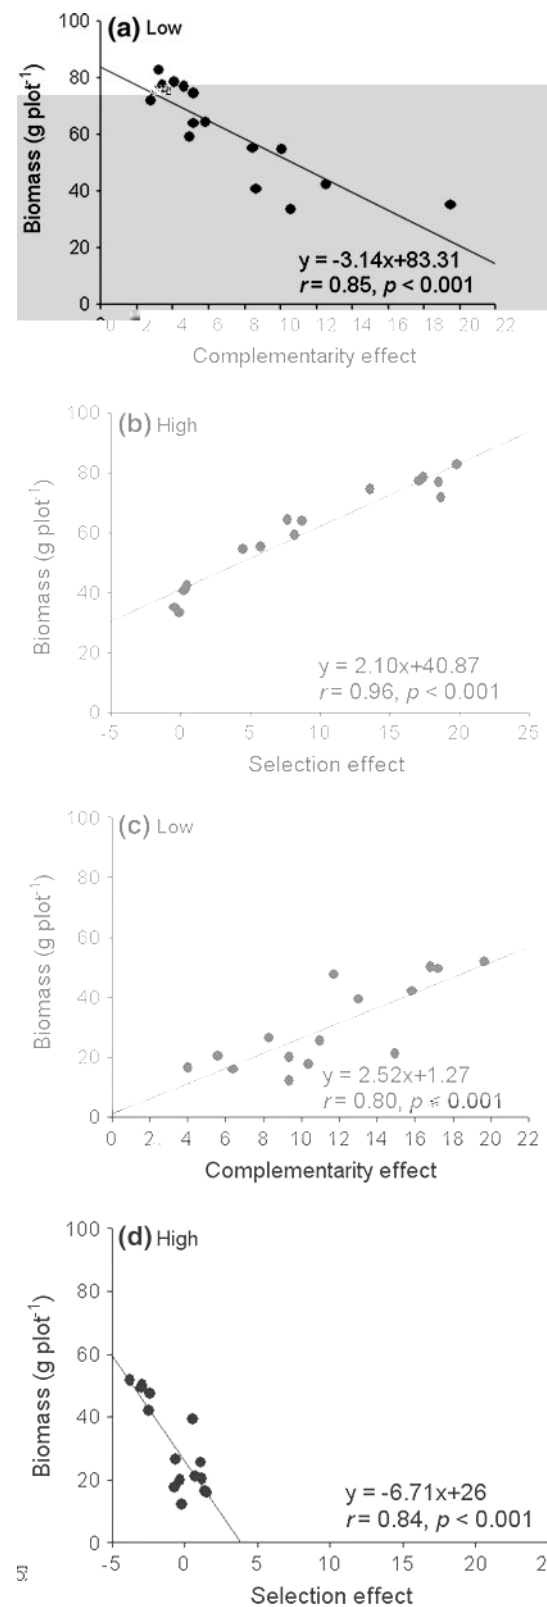 (a) Low
100
80
60
40
20
0
Biomass (g plot-1)
y = -3.14x+83.31
r = 0.85, p < 0.001
0 2 4 6 8 10 12 14 16 18 20 22
Complementarity effect
(b) High
100
80
60
40
20
0
Biomass (g plot-1)
y = 2.10x+40.87
r = 0.96, p < 0.001
-5 0 5 10 15 20 25
Selection effect
(c) Low
100
80
60
40
20
0
Biomass (g plot-1)
y = 2.52x+1.27
r = 0.80, p < 0.001
0 2 4 6 8 10 12 14 16 18 20 22
Complementarity effect
(d) High
100
80
60
40
20
0
Biomass (g plot-1)
y = -6.71x+26
r = 0.84, p < 0.001
-5 0 5 10 15 20
Selection effect